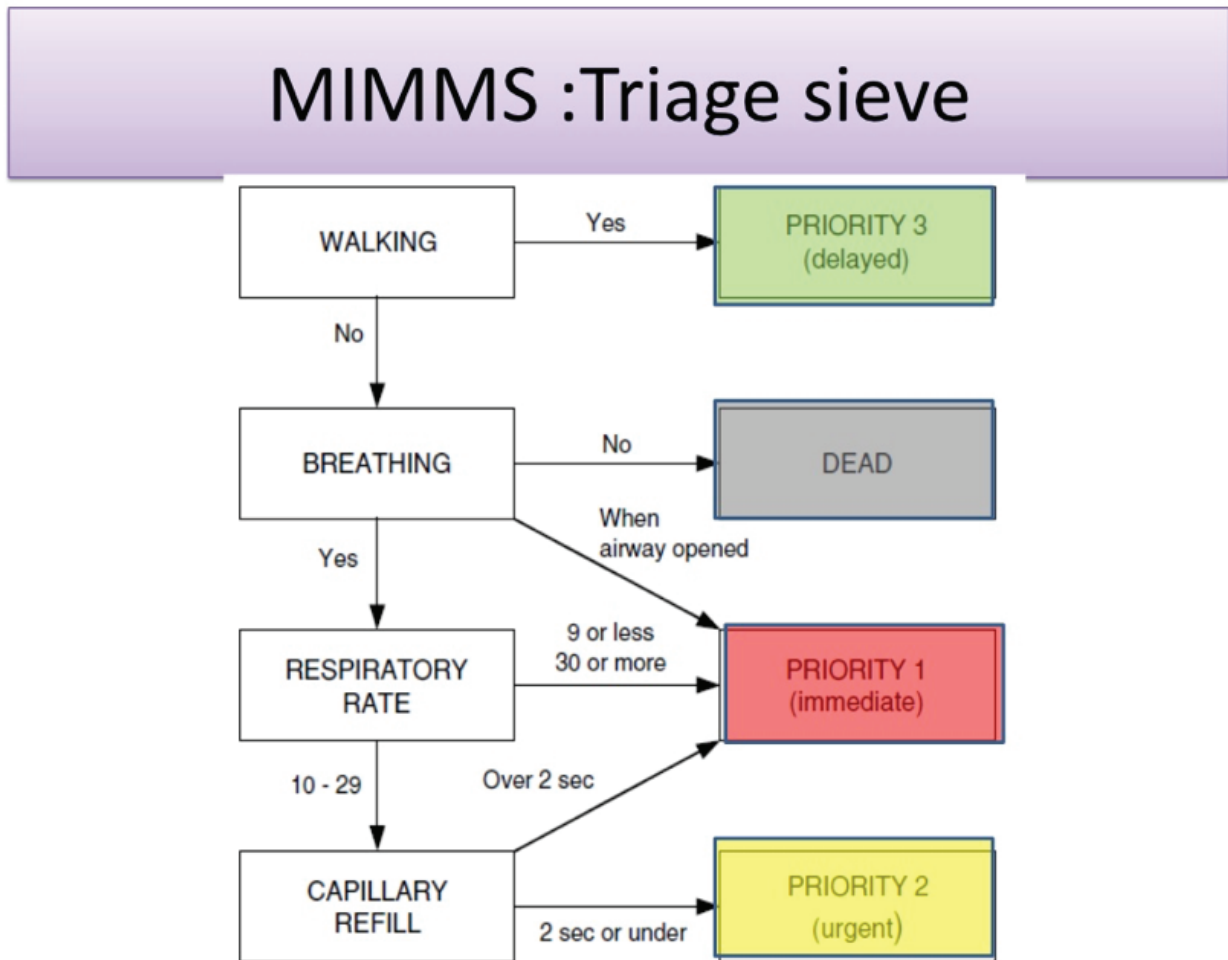 MIMMS :Triage sieve
WALKING
Yes
PRIORITY 3
(delayed)
No
BREATHING
No
DEAD
When
airway opened
Yes
RESPIRATORY
RATE
9 or less
30 or more
PRIORITY 1
(immediate)
10 - 29
Over 2 sec
CAPILLARY
REFILL
2 sec or under
PRIORITY 2
(urgent)